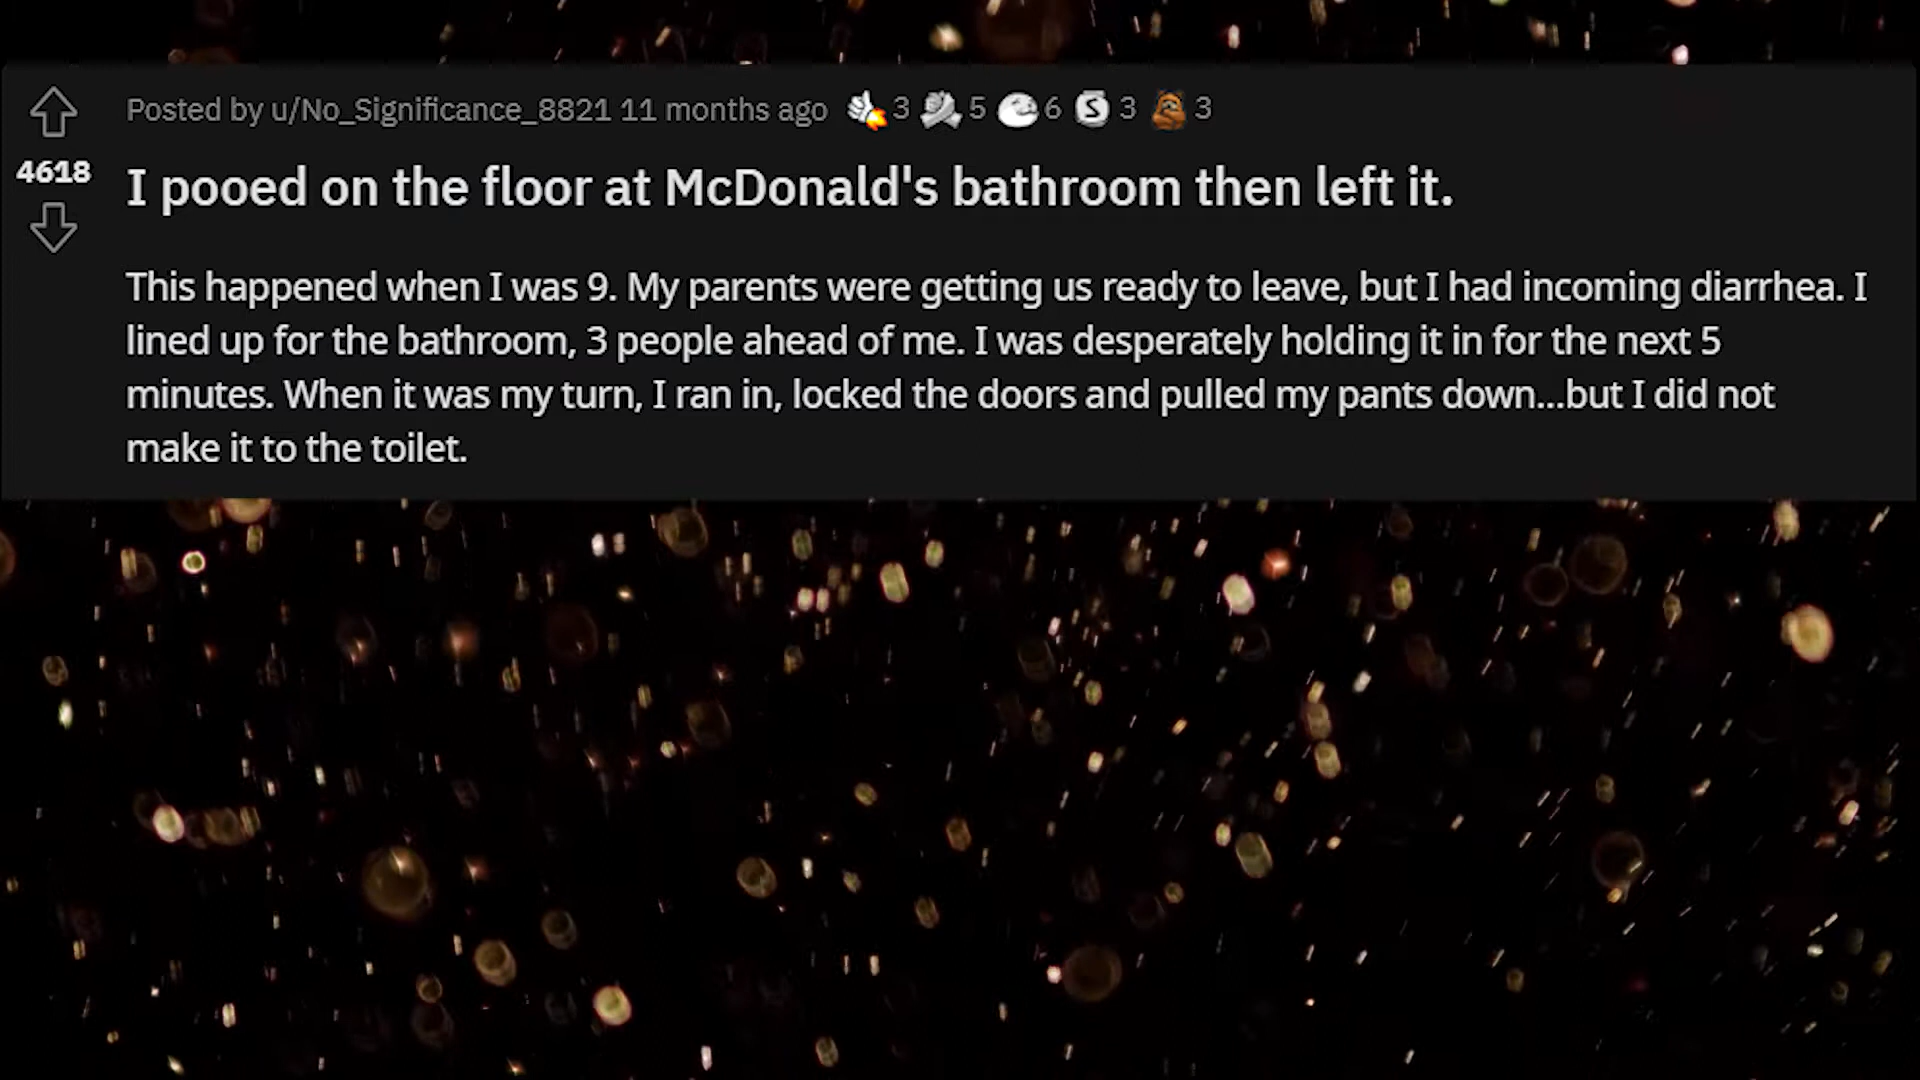 Posted by u/No_Significance_8821 11 months ago 3 5 6 S 3 3
4618
I pooed on the floor at McDonald's bathroom then left it.
This happened when I was 9. My parents were getting us ready to leave, but I had incoming diarrhea. I
lined up for the bathroom, 3 people ahead of me. I was desperately holding it in for the next 5
minutes. When it was my turn, I ran in, locked the doors and pulled my pants down...but I did not
make it to the toilet.